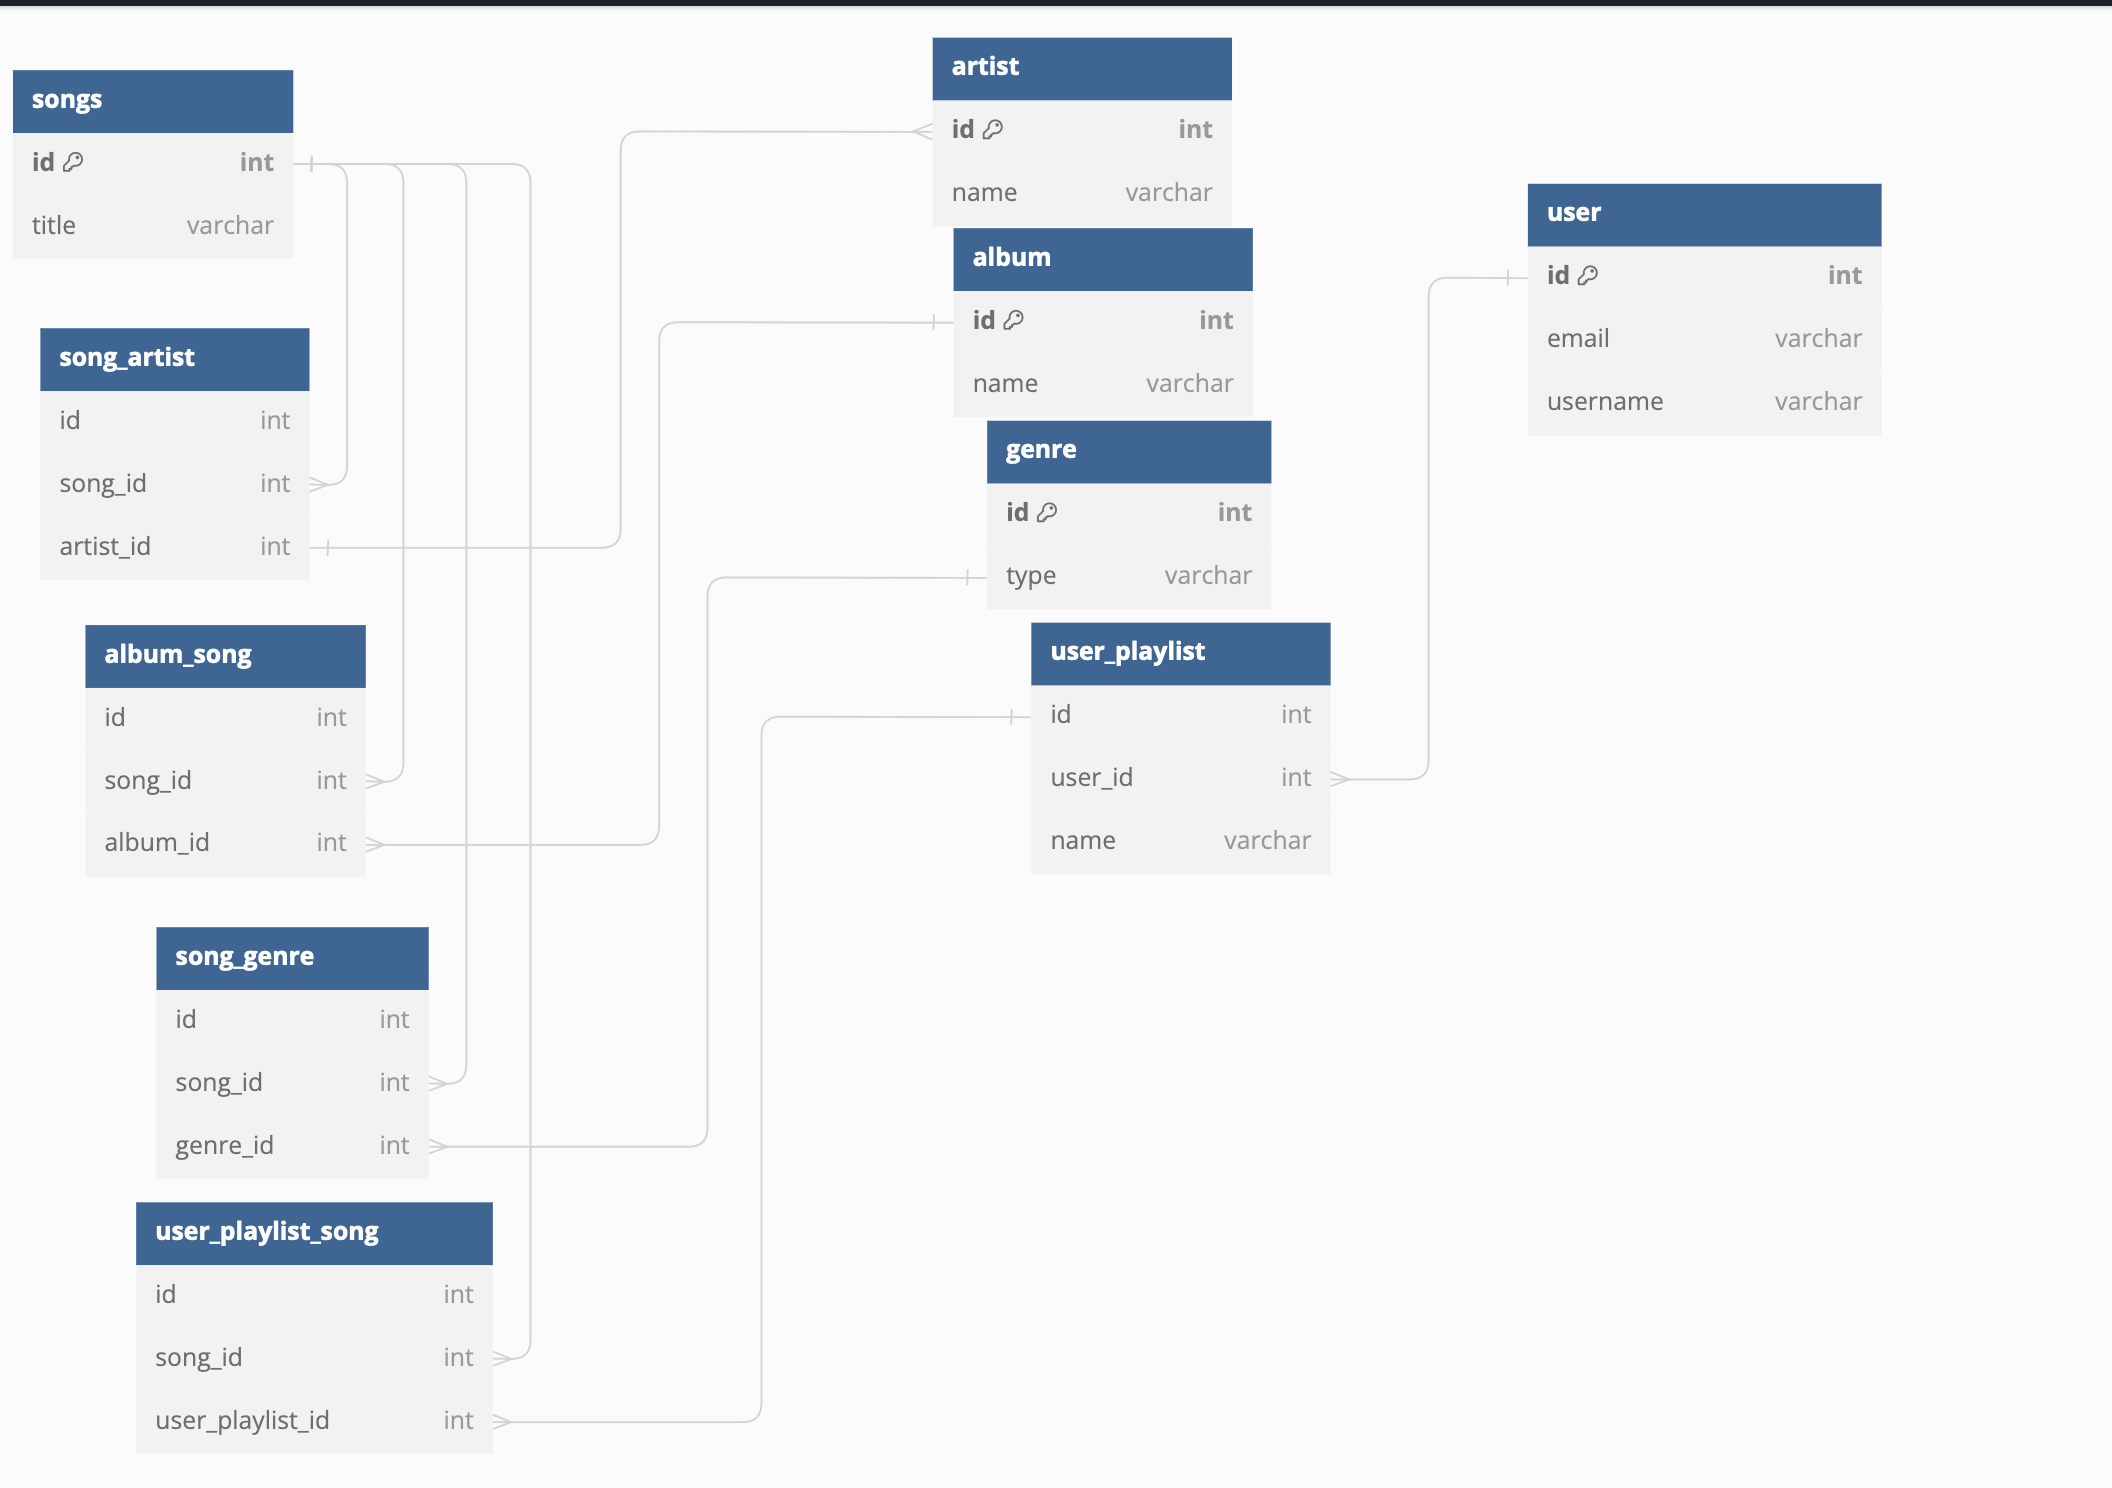 songs
id int
title varchar
song_artist
id int
song_id int
artist_id int
album_song
id int
song_id int
album_id int
song_genre
id int
song_id int
genre_id int
user_playlist_song
id int
song_id int
user_playlist_id int
artist
id int
name varchar
album
id int
name varchar
genre
id int
type varchar
user_playlist
id int
user_id int
name varchar
user
id int
email varchar
username varchar